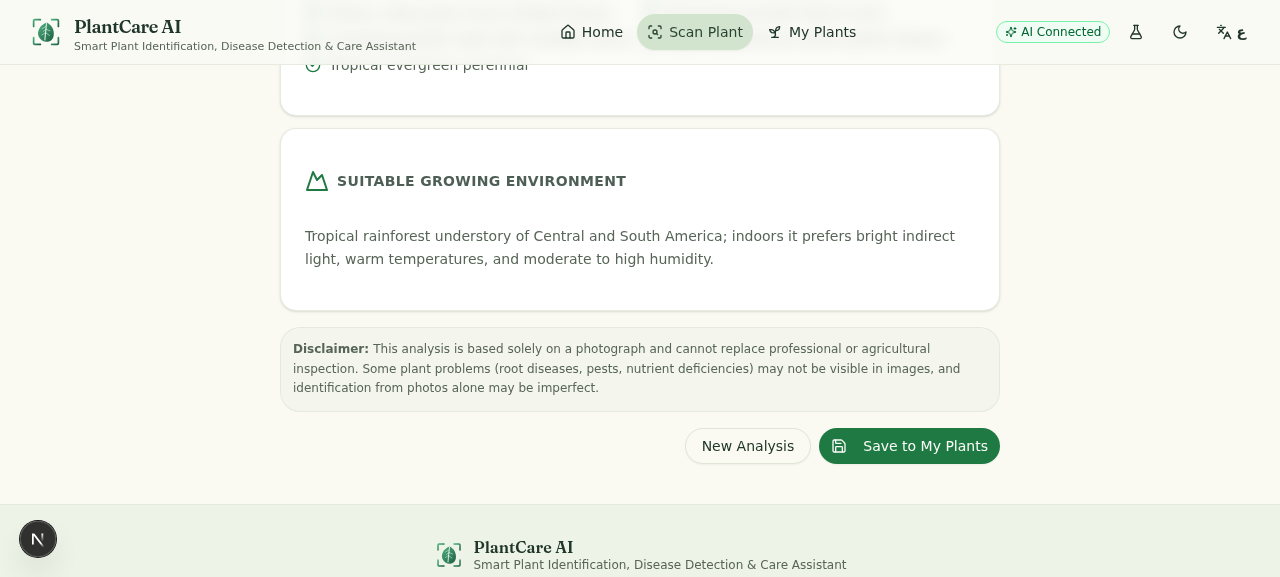 PlantCare AI
Smart Plant Identification, Disease Detection & Care Assistant
Home
Scan Plant
My Plants
AI Connected
ع
Tropical evergreen perennial
SUITABLE GROWING ENVIRONMENT
Tropical rainforest understory of Central and South America; indoors it prefers bright indirect
light, warm temperatures, and moderate to high humidity.
Disclaimer: This analysis is based solely on a photograph and cannot replace professional or agricultural
inspection. Some plant problems (root diseases, pests, nutrient deficiencies) may not be visible in images, and
identification from photos alone may be imperfect.
New Analysis
Save to My Plants
N
PlantCare AI
Smart Plant Identification, Disease Detection & Care Assistant